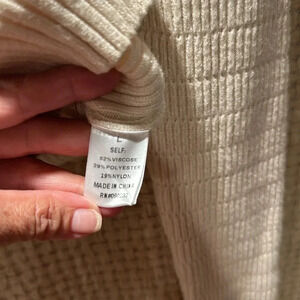 L
SELF:
52% VISCOSE
29% POLYESTER
19% NYLON
MADE IN CHINA